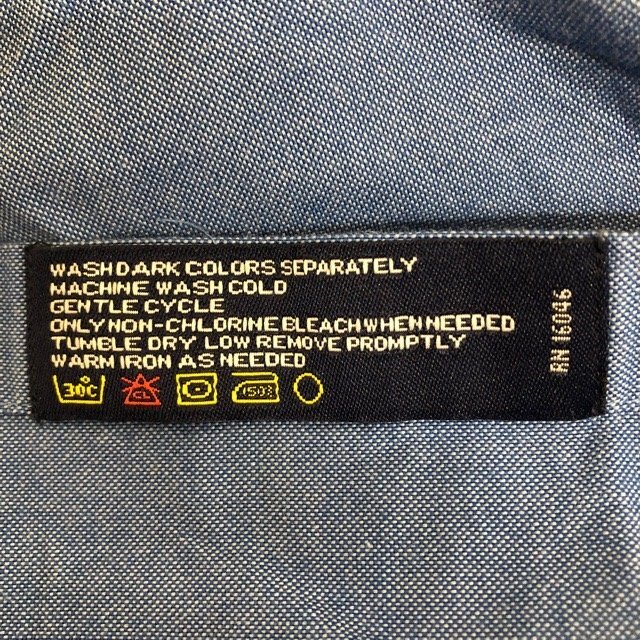 WASH DARK COLORS SEPARATELY
MACHINE WASH COLD
GENTLE CYCLE
ONLY NON-CHLORINE BLEACH WHEN NEEDED
TUMBLE DRY LOW REMOVE PROMPTLY
WARM IRON AS NEEDED
30C CL 150°
RN 16046